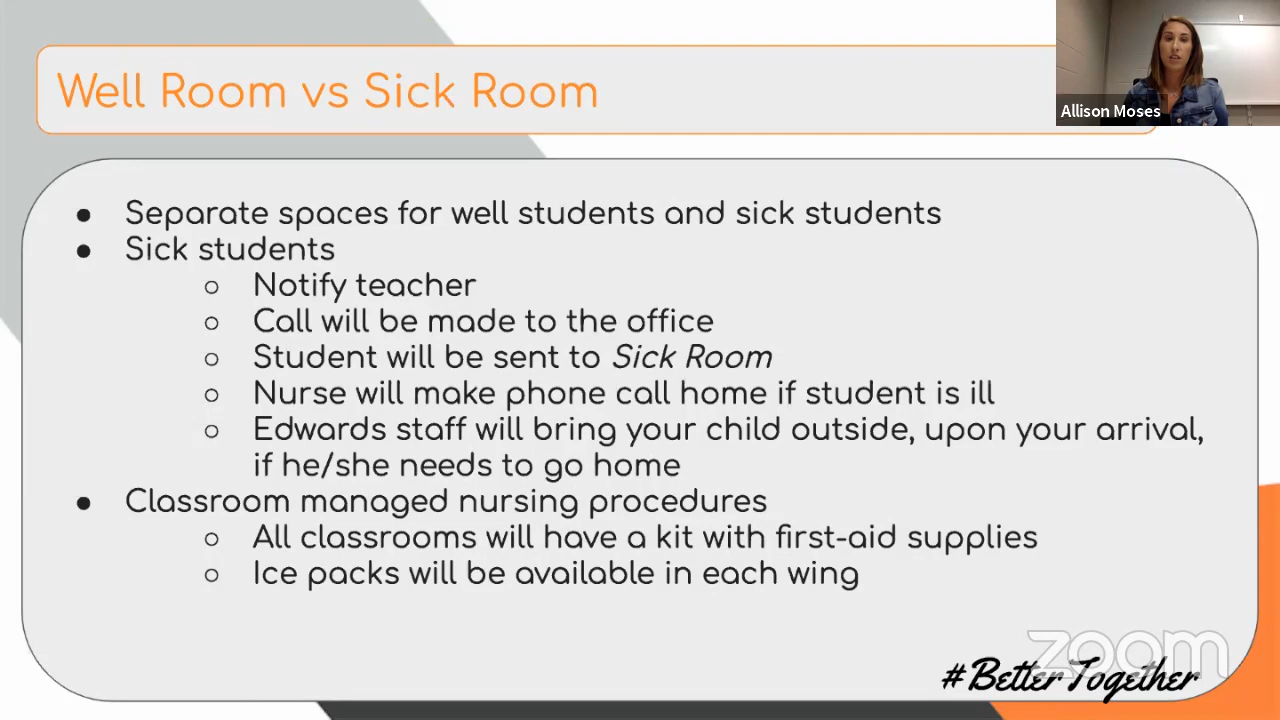 Well Room vs Sick Room
Allison Moses
● Separate spaces for well students and sick students
● Sick students
○ Notify teacher
○ Call will be made to the office
○ Student will be sent to Sick Room
○ Nurse will make phone call home if student is ill
○ Edwards staff will bring your child outside, upon your arrival,
if he/she needs to go home
● Classroom managed nursing procedures
○ All classrooms will have a kit with first-aid supplies
○ Ice packs will be available in each wing
zoom
#BetterTogether